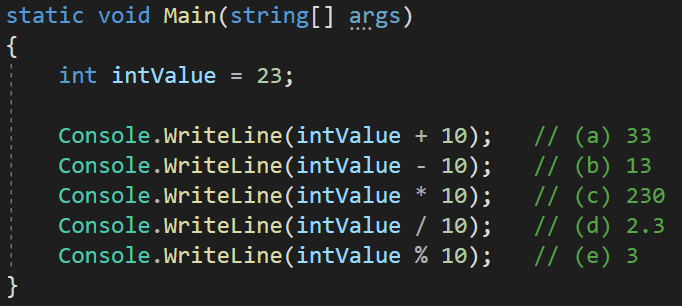 static void Main(string[] args)
{
    int intValue = 23;

    Console.WriteLine(intValue + 10);   // (a) 33
    Console.WriteLine(intValue - 10);   // (b) 13
    Console.WriteLine(intValue * 10);   // (c) 230
    Console.WriteLine(intValue / 10);   // (d) 2.3
    Console.WriteLine(intValue % 10);   // (e) 3
}